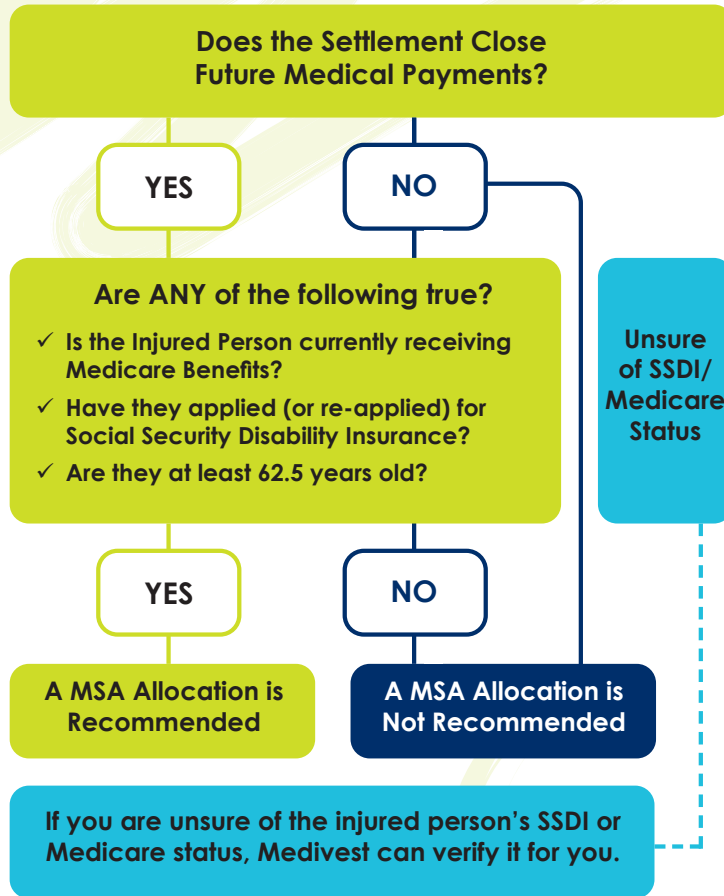 Does the Settlement Close
Future Medical Payments?
YES
NO
Are ANY of the following true?
✓ Is the Injured Person currently receiving
Medicare Benefits?
✓ Have they applied (or re-applied) for
Social Security Disability Insurance?
✓ Are they at least 62.5 years old?
Unsure
of SSDI/
Medicare
Status
YES
NO
A MSA Allocation is
Recommended
A MSA Allocation is
Not Recommended
If you are unsure of the injured person's SSDI or
Medicare status, Medivest can verify it for you.